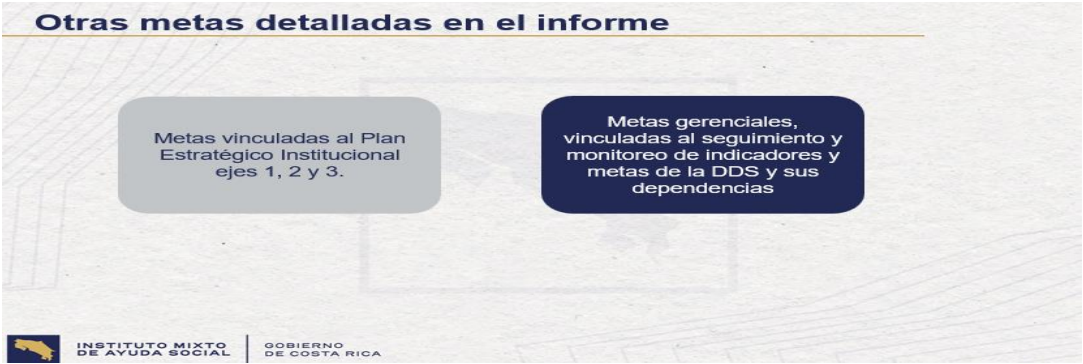 Otras metas detalladas en el informe
Metas vinculadas al Plan
Estratégico Institucional
ejes 1, 2 y 3.
Metas gerenciales,
vinculadas al seguimiento y
monitoreo de indicadores y
metas de la DDS y sus
dependencias
INSTITUTO MIXTO
DE AYUDA SOCIAL
GOBIERNO
DE COSTA RICA